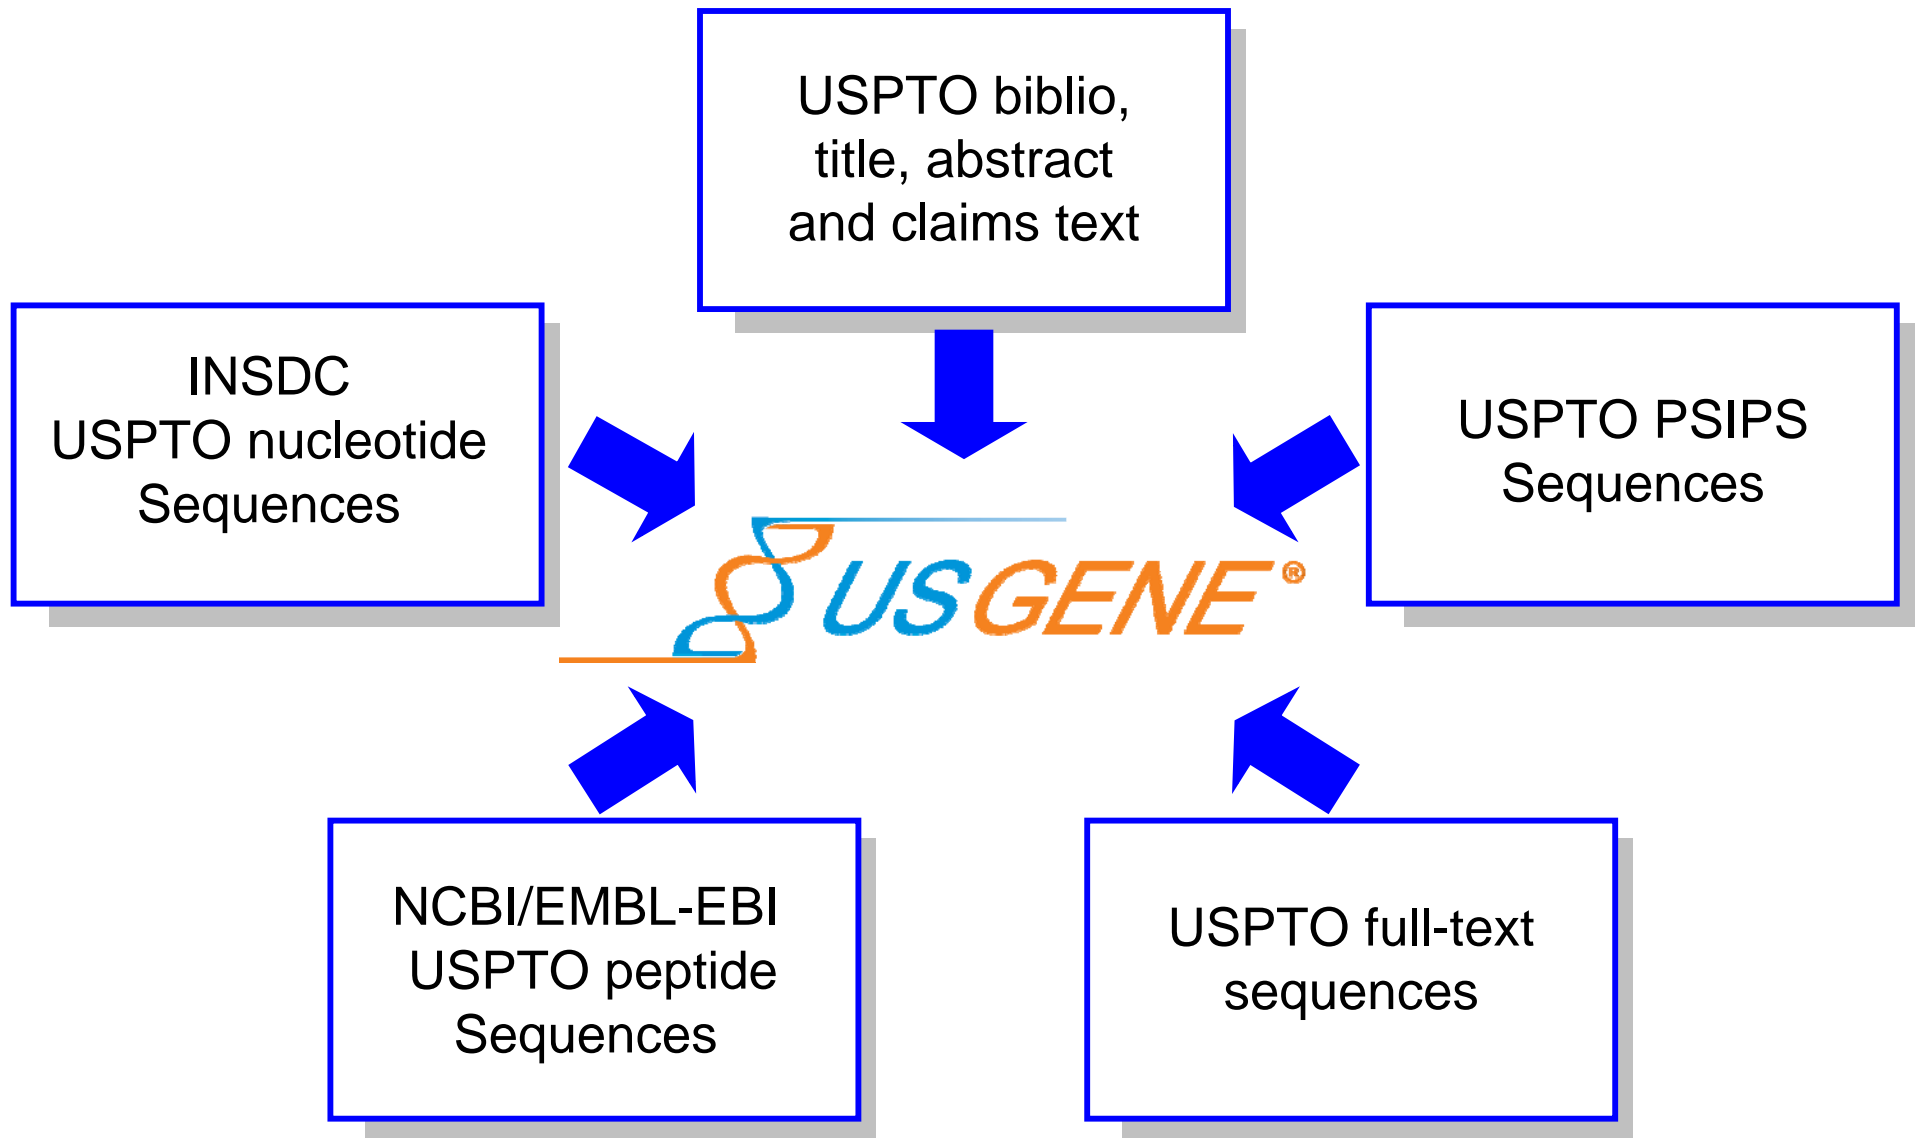 USPTO biblio,
title, abstract
and claims text
INSDC
USPTO nucleotide
Sequences
USPTO PSIPS
Sequences
USGENE®
NCBI/EMBL-EBI
USPTO peptide
Sequences
USPTO full-text
sequences